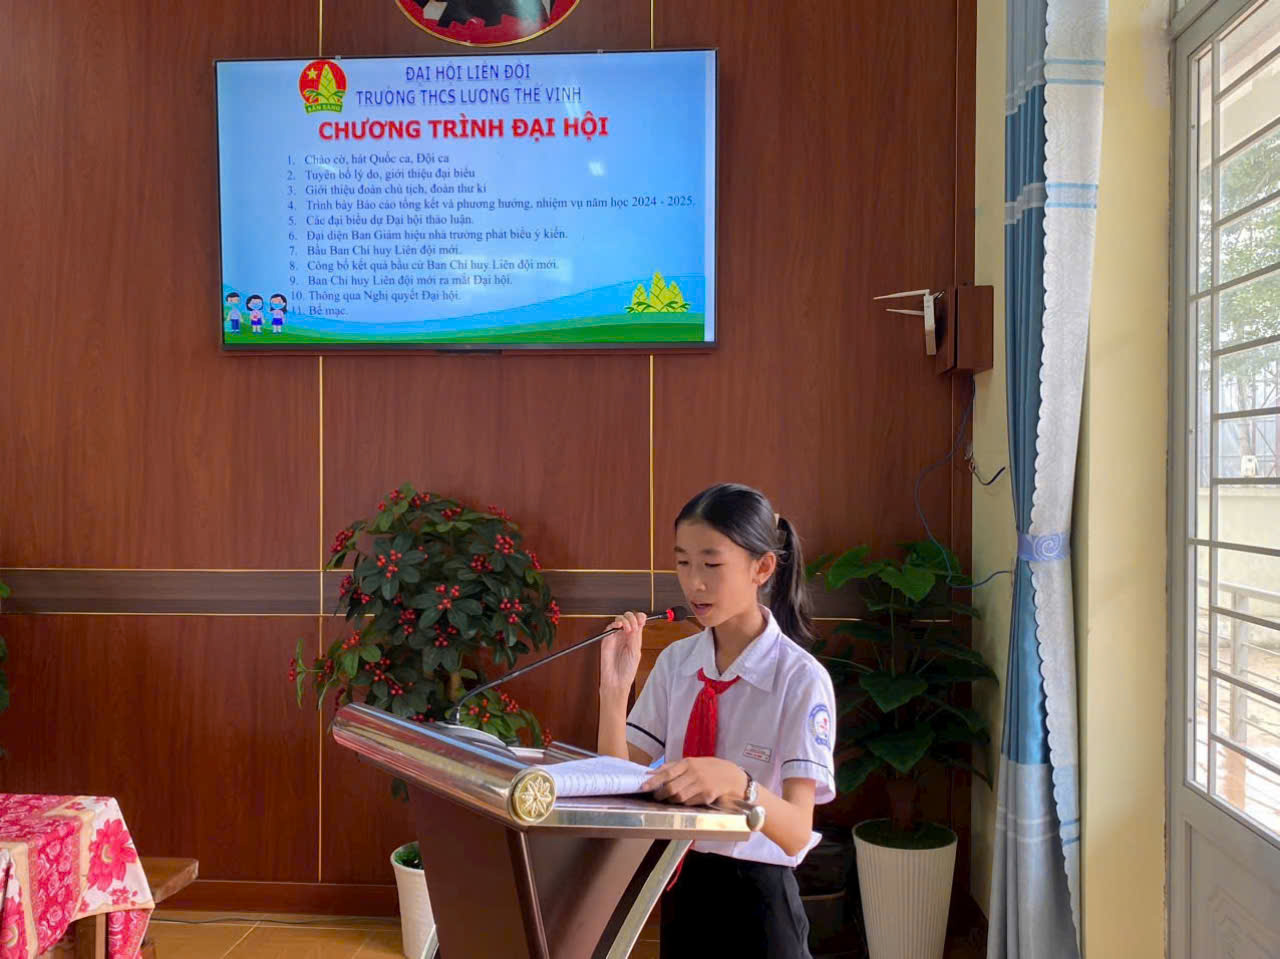 SẴN SÀNG
ĐẠI HỘI LIÊN ĐỘI
TRƯỜNG THCS LƯƠNG THẾ VINH
CHƯƠNG TRÌNH ĐẠI HỘI
1. Chào cờ, hát Quốc ca, Đội ca
2. Tuyên bố lý do, giới thiệu đại biểu
3. Giới thiệu đoàn chủ tịch, đoàn thư kí
4. Trình bày Báo cáo tổng kết và phương hướng, nhiệm vụ năm học 2024 - 2025.
5. Các đại biểu dự Đại hội thảo luận.
6. Đại diện Ban Giám hiệu nhà trường phát biểu ý kiến.
7. Bầu Ban Chỉ huy Liên đội mới.
8. Công bố kết quả bầu cử Ban Chỉ huy Liên đội mới.
9. Ban Chỉ huy Liên đội mới ra mắt Đại hội.
10. Thông qua Nghị quyết Đại hội.
11. Bế mạc.